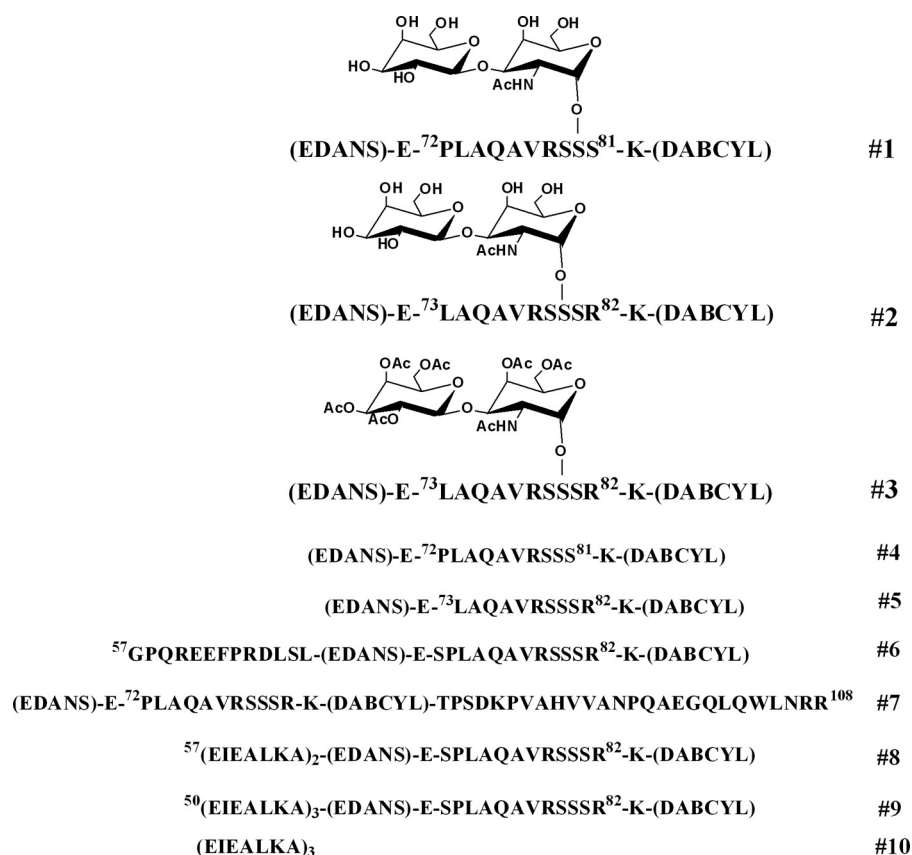 OH OH OH OH
O O
HO O
HO AcHN
O
(EDANS)-E-⁷²PLAQAVRSSS⁸¹-K-(DABCYL) #1
OH OH OH OH
O O
HO O
HO AcHN
O
(EDANS)-E-⁷³LAQAVRSSSR⁸²-K-(DABCYL) #2
OAc OAc OAc OAc
O O
AcO O
AcO AcHN
O
(EDANS)-E-⁷³LAQAVRSSSR⁸²-K-(DABCYL) #3
(EDANS)-E-⁷²PLAQAVRSSS⁸¹-K-(DABCYL) #4
(EDANS)-E-⁷³LAQAVRSSSR⁸²-K-(DABCYL) #5
⁵⁷GPQREEFPRDLSL-(EDANS)-E-SPLAQAVRSSSR⁸²-K-(DABCYL) #6
(EDANS)-E-⁷²PLAQAVRSSSR-K-(DABCYL)-TPSDKPVAHVVANPQAEGQLQWLNRR¹⁰⁸ #7
⁵⁷(EIEALKA)₂-(EDANS)-E-SPLAQAVRSSSR⁸²-K-(DABCYL) #8
⁵⁰(EIEALKA)₃-(EDANS)-E-SPLAQAVRSSSR⁸²-K-(DABCYL) #9
(EIEALKA)₃ #10